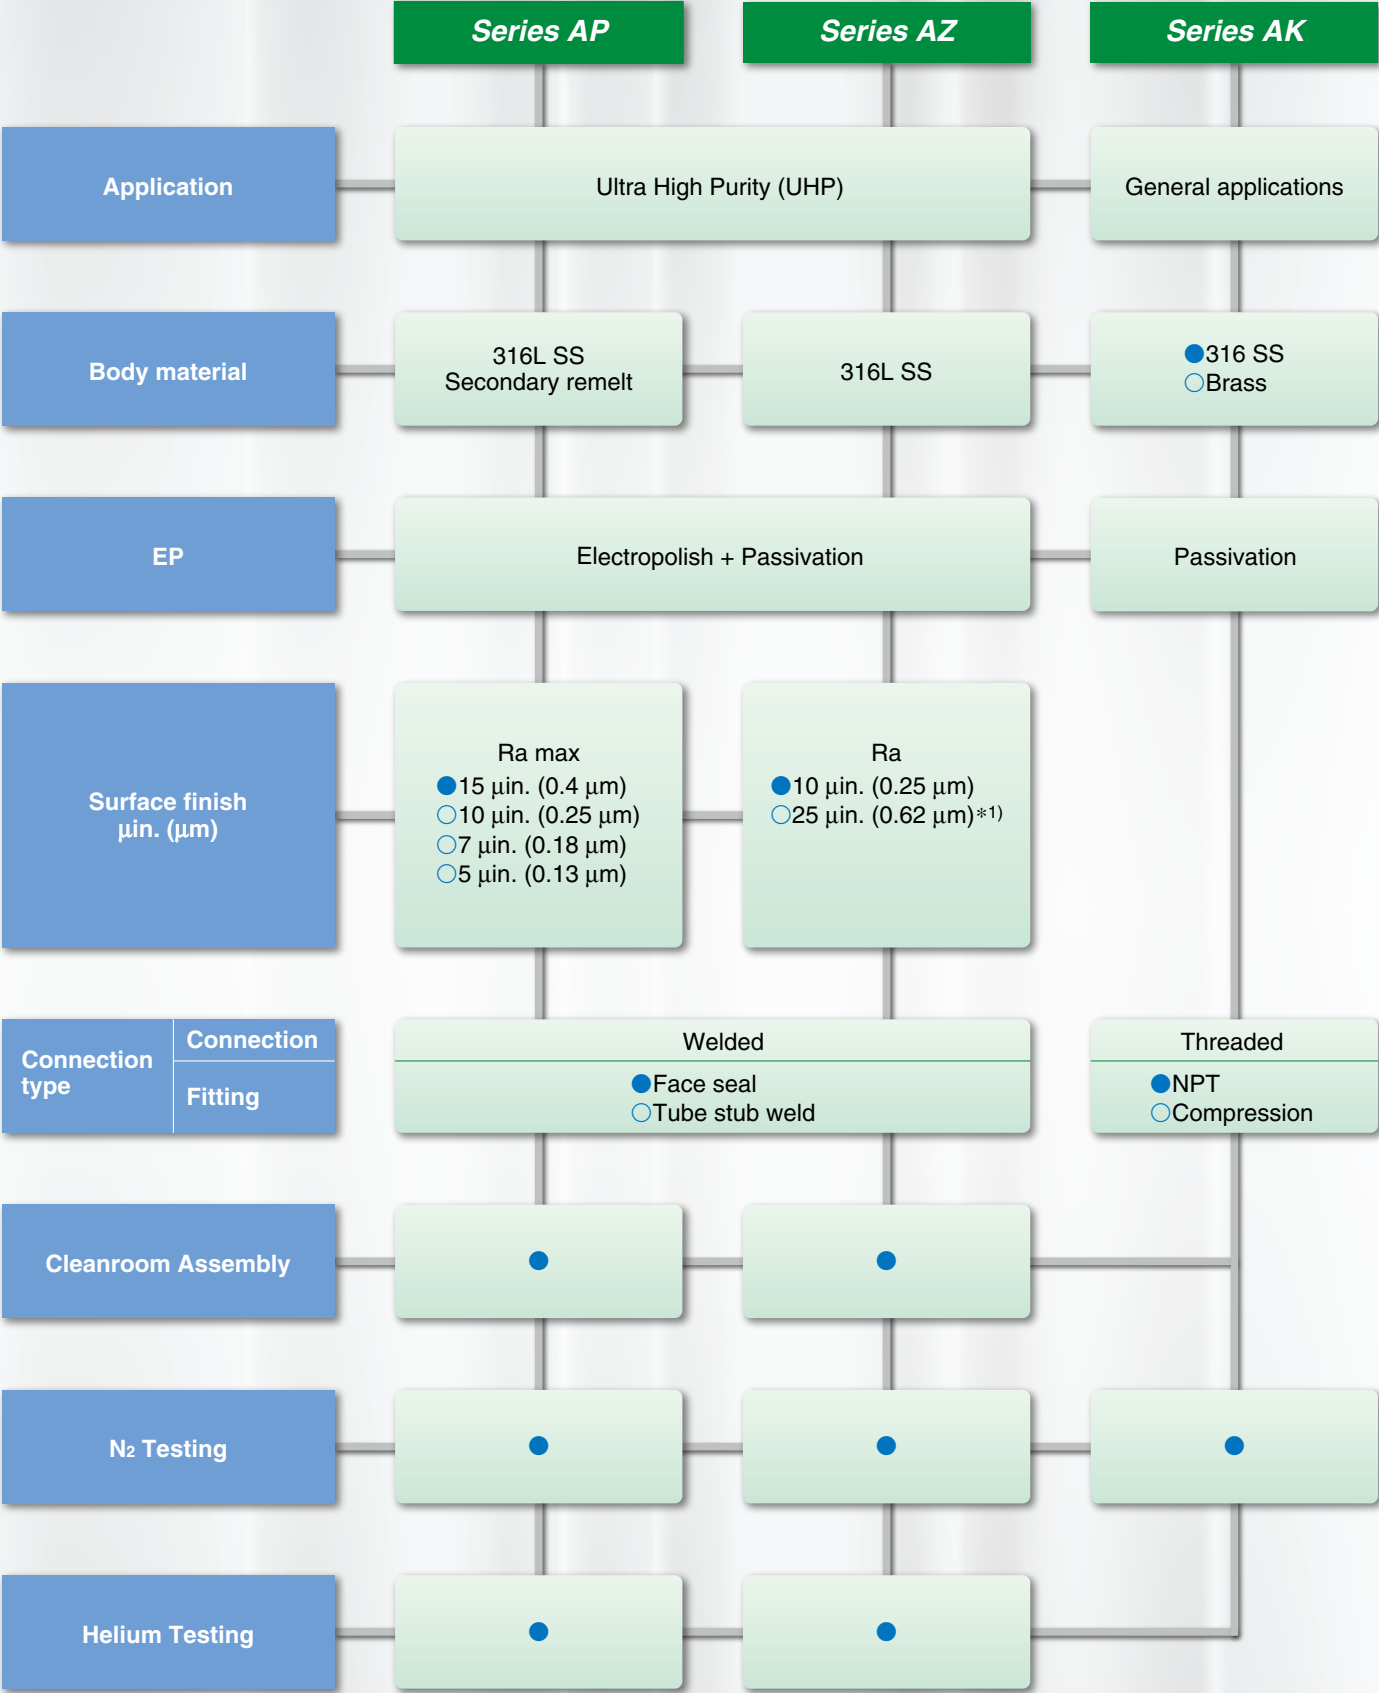 Series AP
Series AZ
Series AK
Application
Ultra High Purity (UHP)
General applications
Body material
316L SS
Secondary remelt
316L SS
●316 SS
○Brass
EP
Electropolish + Passivation
Passivation
Surface finish
μin. (μm)
Ra max
●15 μin. (0.4 μm)
○10 μin. (0.25 μm)
○7 μin. (0.18 μm)
○5 μin. (0.13 μm)
Ra
●10 μin. (0.25 μm)
○25 μin. (0.62 μm)*1)
Connection
type
Connection
Fitting
Welded
●Face seal
○Tube stub weld
Threaded
●NPT
○Compression
Cleanroom Assembly
●
●
N2 Testing
●
●
●
Helium Testing
●
●